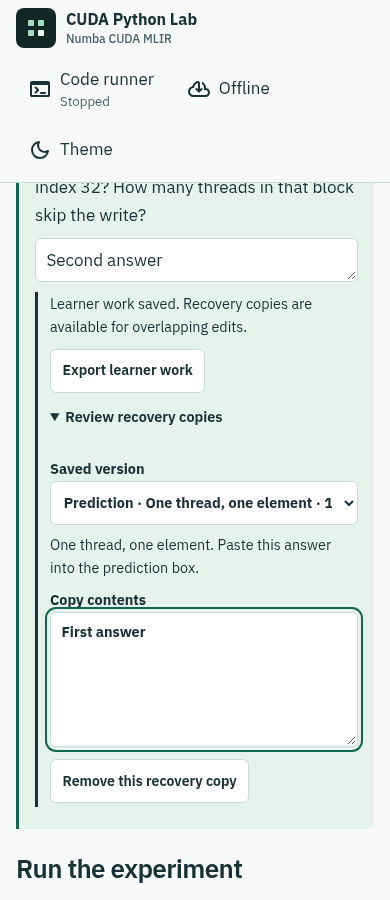 CUDA Python Lab
Numba CUDA MLIR
Code runner
Stopped
Offline
Theme
index 32? How many threads in that block
skip the write?
Second answer
Learner work saved. Recovery copies are
available for overlapping edits.
Export learner work
▼ Review recovery copies
Saved version
Prediction · One thread, one element · 1
One thread, one element. Paste this answer
into the prediction box.
Copy contents
First answer
Remove this recovery copy
Run the experiment